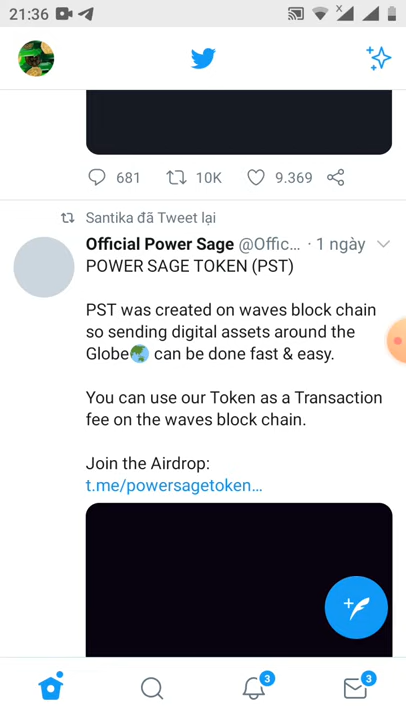 21:36
681 10K 9.369
Santika đã Tweet lại
Official Power Sage @Offic... · 1 ngày
POWER SAGE TOKEN (PST)
PST was created on waves block chain
so sending digital assets around the
Globe🌏 can be done fast & easy.
You can use our Token as a Transaction
fee on the waves block chain.
Join the Airdrop:
t.me/powersagetoken...
3 3